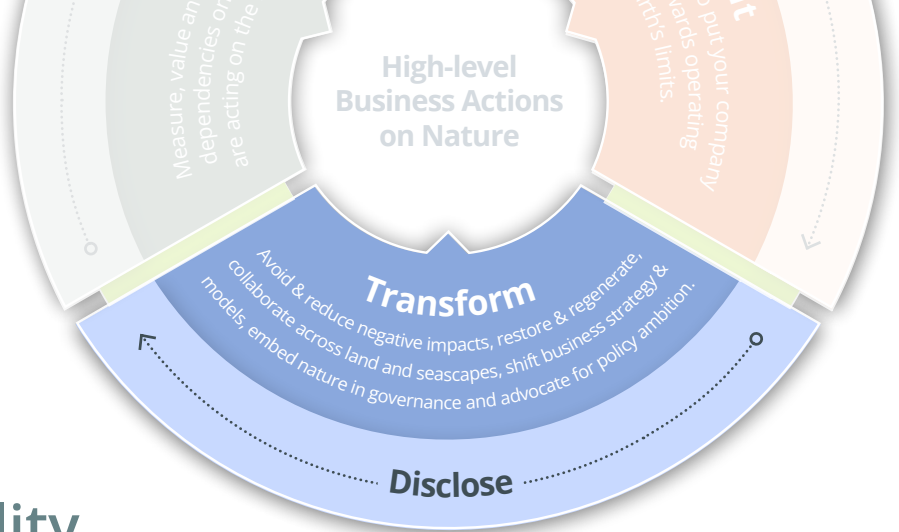 Measure, value an
dependencies on
are acting on the
High-level
Business Actions
on Nature
t
o put your company
wards operating
rth's limits.
Transform
Avoid & reduce negative impacts, restore & regenerate,
collaborate across land and seascapes, shift business strategy &
models, embed nature in governance and advocate for policy ambition.
Disclose
lity